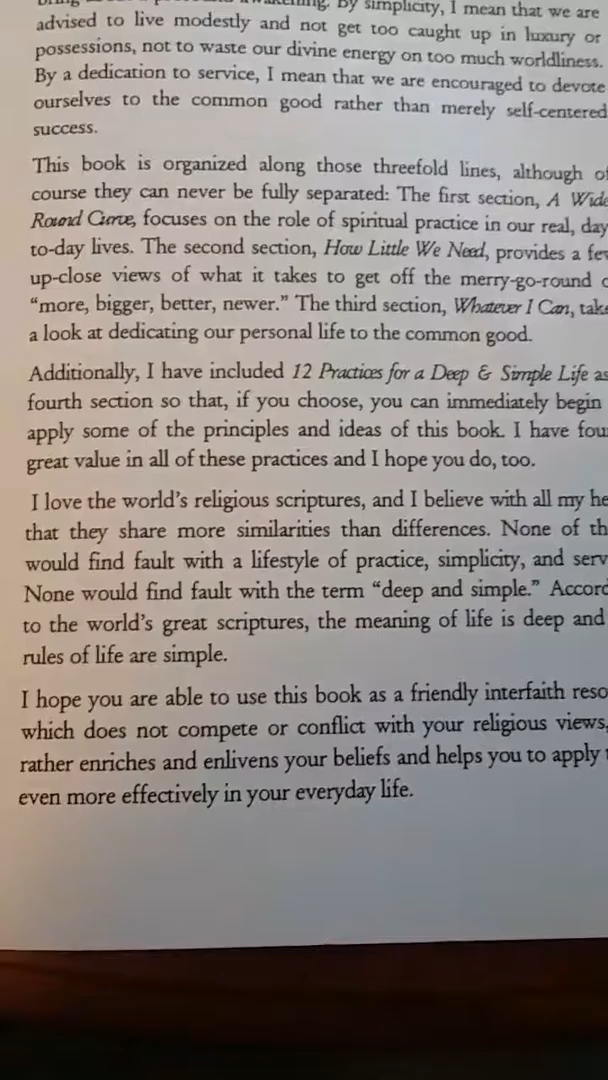 By simplicity, I mean that we are
advised to live modestly and not get too caught up in luxury or
possessions, not to waste our divine energy on too much worldliness.
By a dedication to service, I mean that we are encouraged to devote
ourselves to the common good rather than merely self-centered
success.
This book is organized along those threefold lines, although of
course they can never be fully separated: The first section, A Wide
Round Curve, focuses on the role of spiritual practice in our real, day
to-day lives. The second section, How Little We Need, provides a few
up-close views of what it takes to get off the merry-go-round
“more, bigger, better, newer.” The third section, Whatever I Can, take
a look at dedicating our personal life to the common good.
Additionally, I have included 12 Practices for a Deep & Simple Life as
fourth section so that, if you choose, you can immediately begin
apply some of the principles and ideas of this book. I have fou
great value in all of these practices and I hope you do, too.
I love the world’s religious scriptures, and I believe with all my he
that they share more similarities than differences. None of th
would find fault with a lifestyle of practice, simplicity, and serv
None would find fault with the term “deep and simple.” Accord
to the world’s great scriptures, the meaning of life is deep and
rules of life are simple.
I hope you are able to use this book as a friendly interfaith reso
which does not compete or conflict with your religious views,
rather enriches and enlivens your beliefs and helps you to apply
even more effectively in your everyday life.